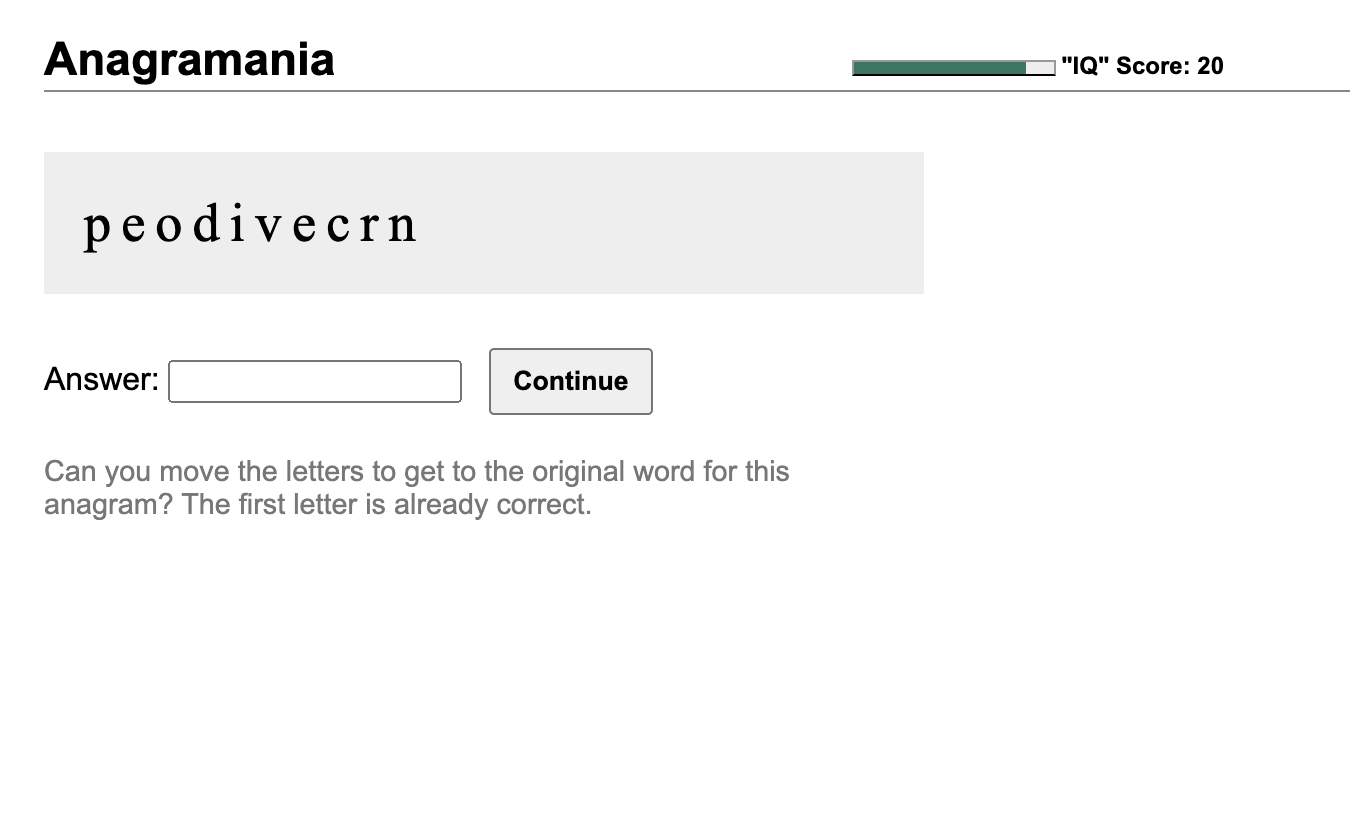 Anagramania
"IQ" Score: 20
p e o d i v e c r n
Answer:
Continue
Can you move the letters to get to the original word for this
anagram? The first letter is already correct.